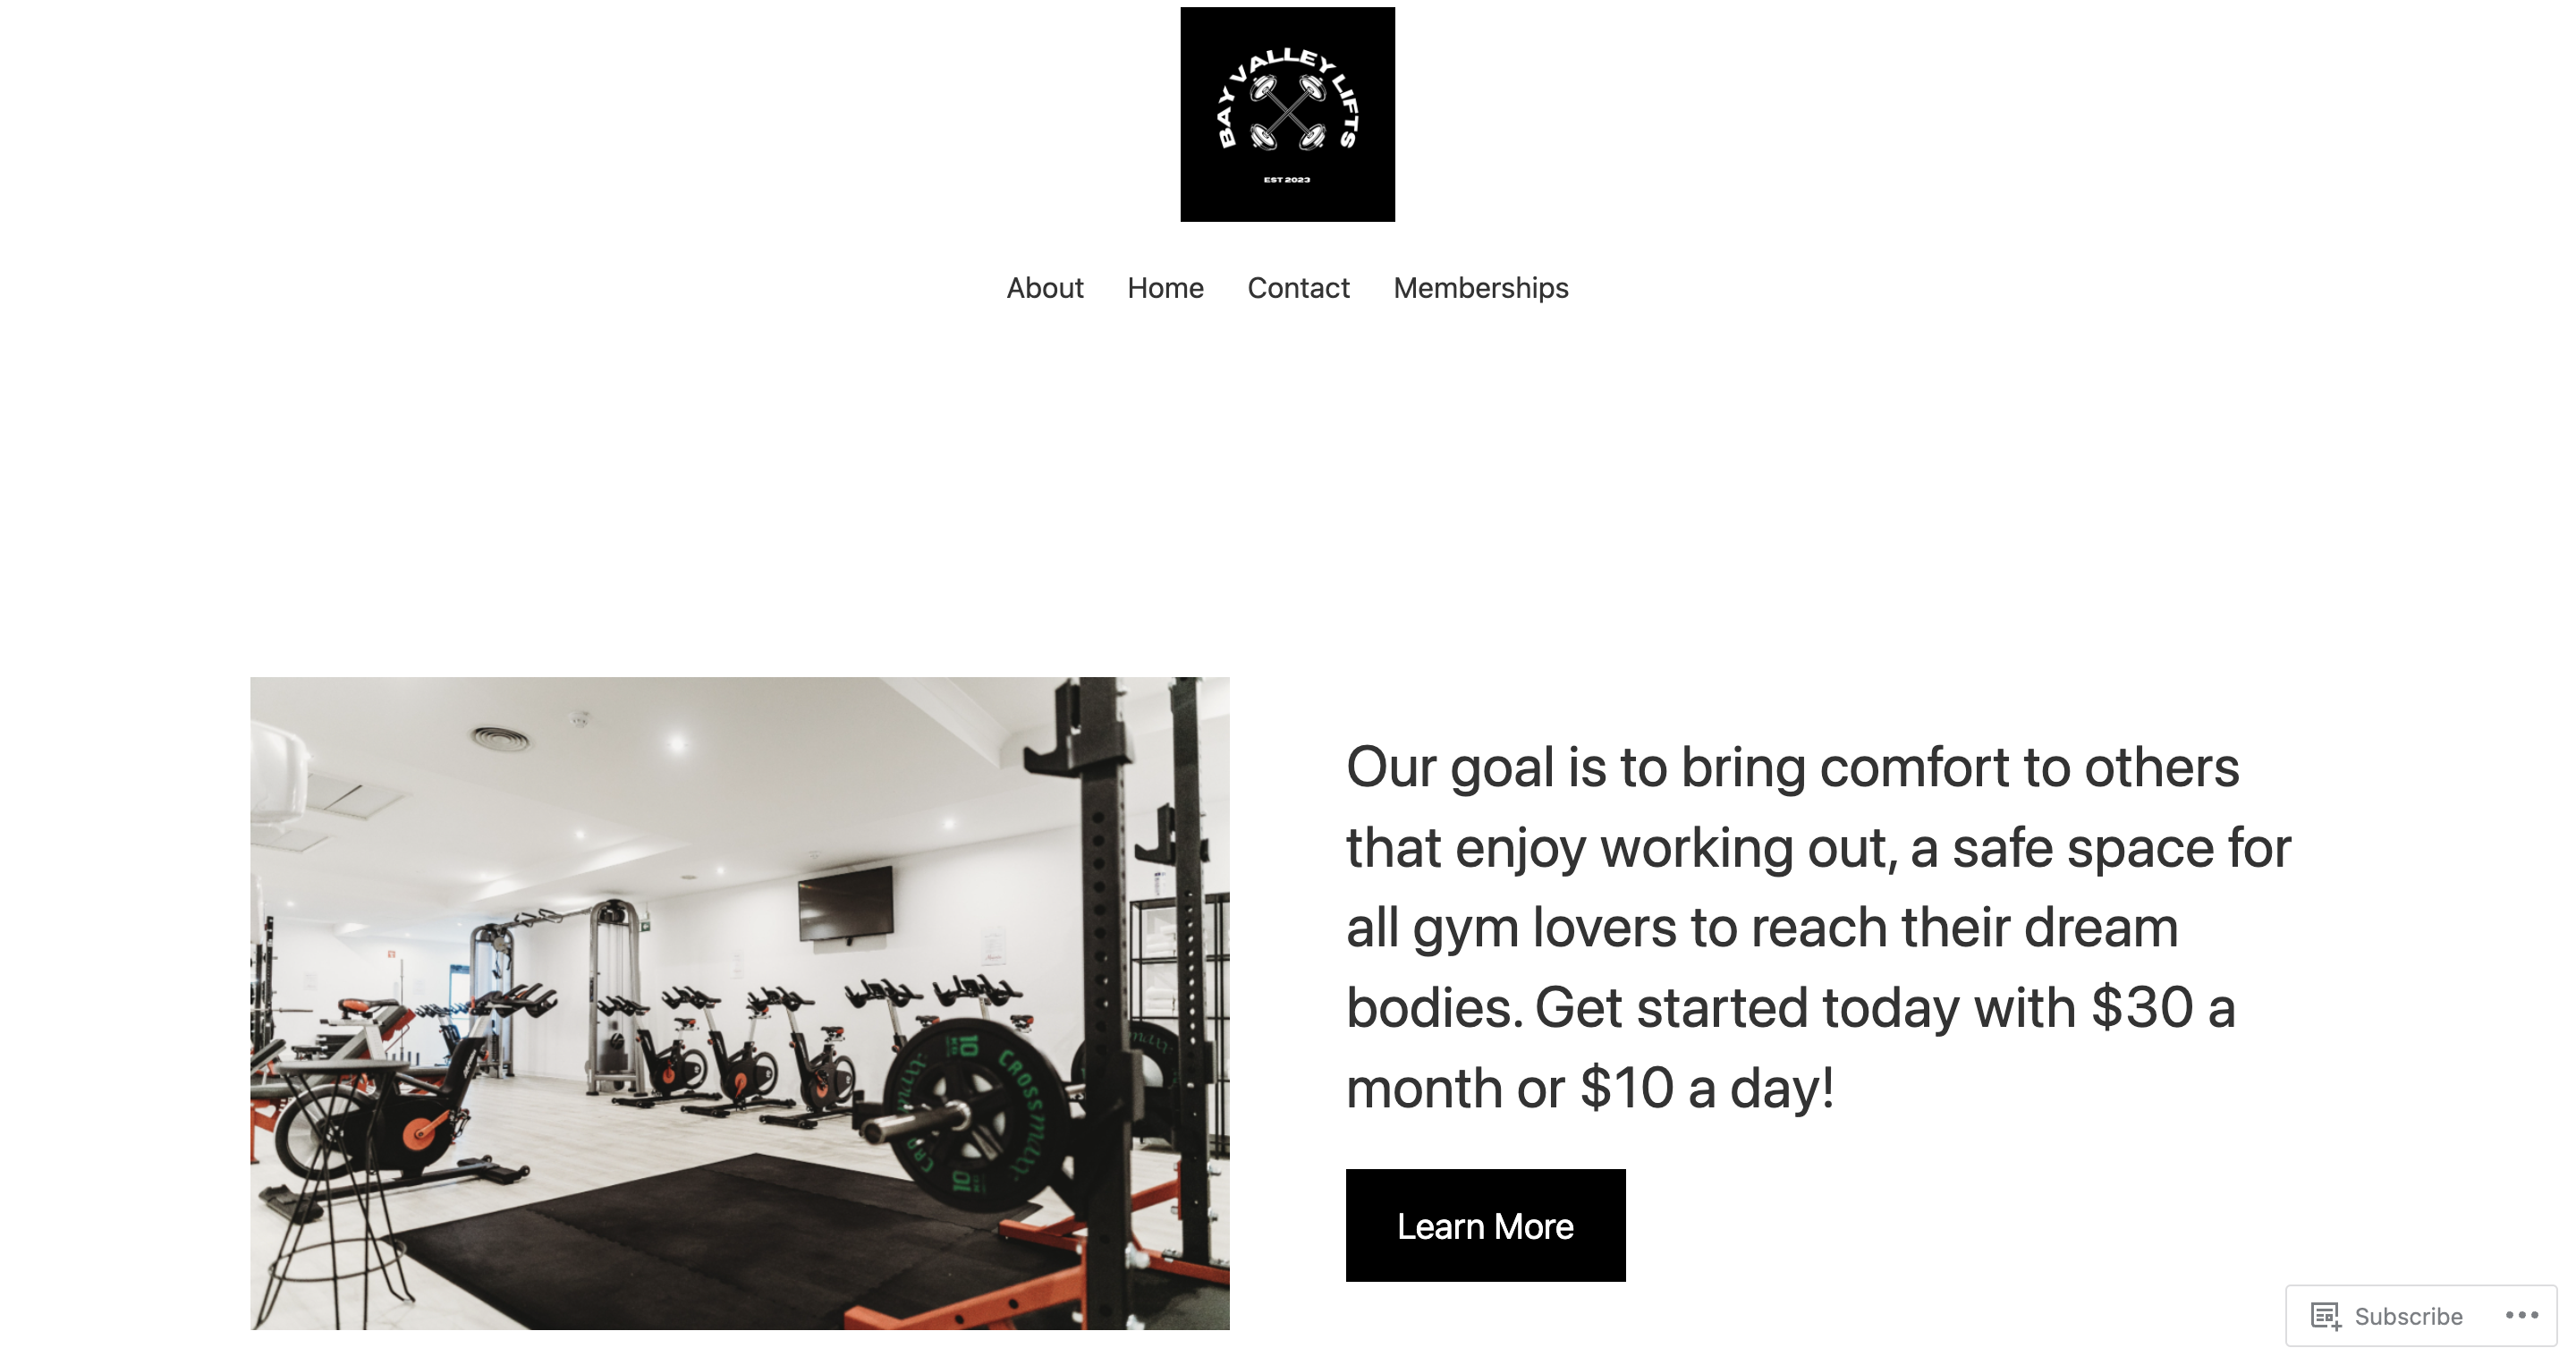 BAY VALLEY LIFTS
EST 2023
About Home Contact Memberships
Our goal is to bring comfort to others
that enjoy working out, a safe space for
all gym lovers to reach their dream
bodies. Get started today with $30 a
month or $10 a day!
10
CROSSMAXX
10
Learn More
Subscribe